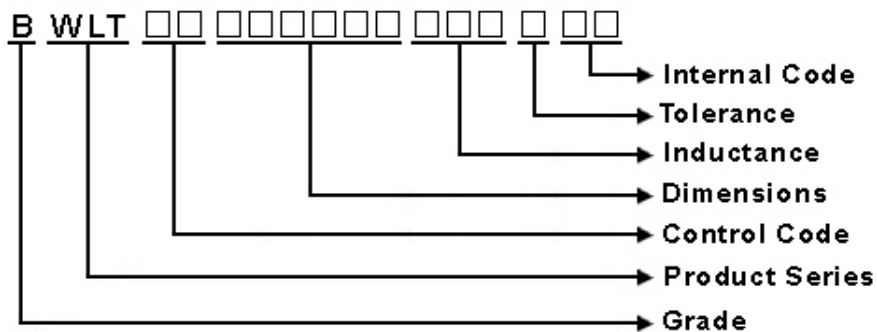 B WLT □□ □□□□□□ □□□ □ □□
Internal Code
Tolerance
Inductance
Dimensions
Control Code
Product Series
Grade